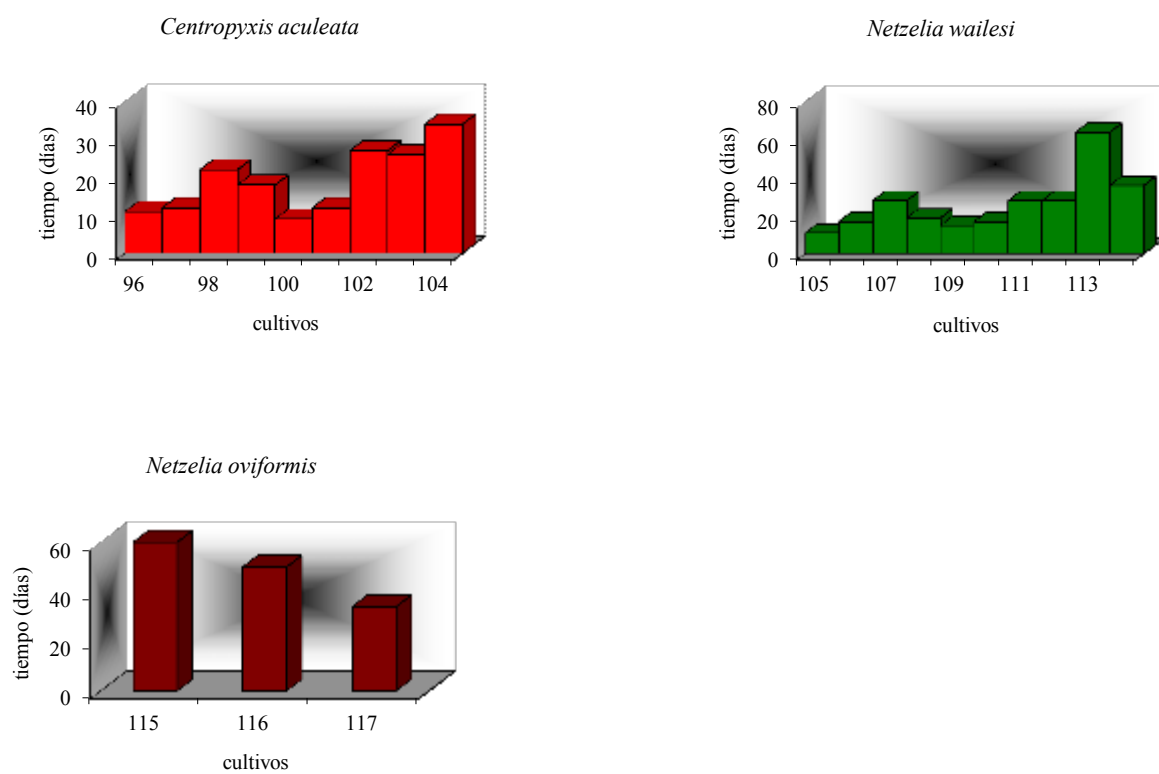 Centropyxis aculeata
40
30
20
10
0
tiempo (días)
96 98 100 102 104
cultivos
Netzelia wailesi
80
60
40
20
0
tiempo (días)
105 107 109 111 113
cultivos
Netzelia oviformis
60
40
20
0
tiempo (días)
115 116 117
cultivos